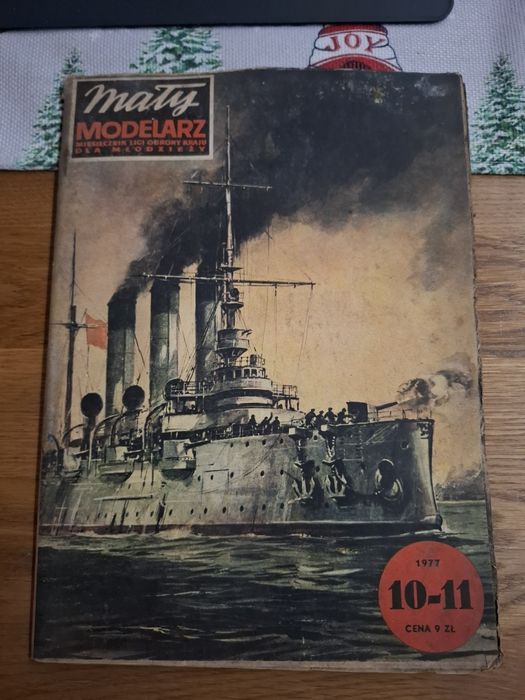 JOY
mały
MODELARZ
MIESIĘCZNIK LIGI OBRONY KRAJU
DLA MŁODZIEŻY
1977
10-11
CENA 9 ZŁ